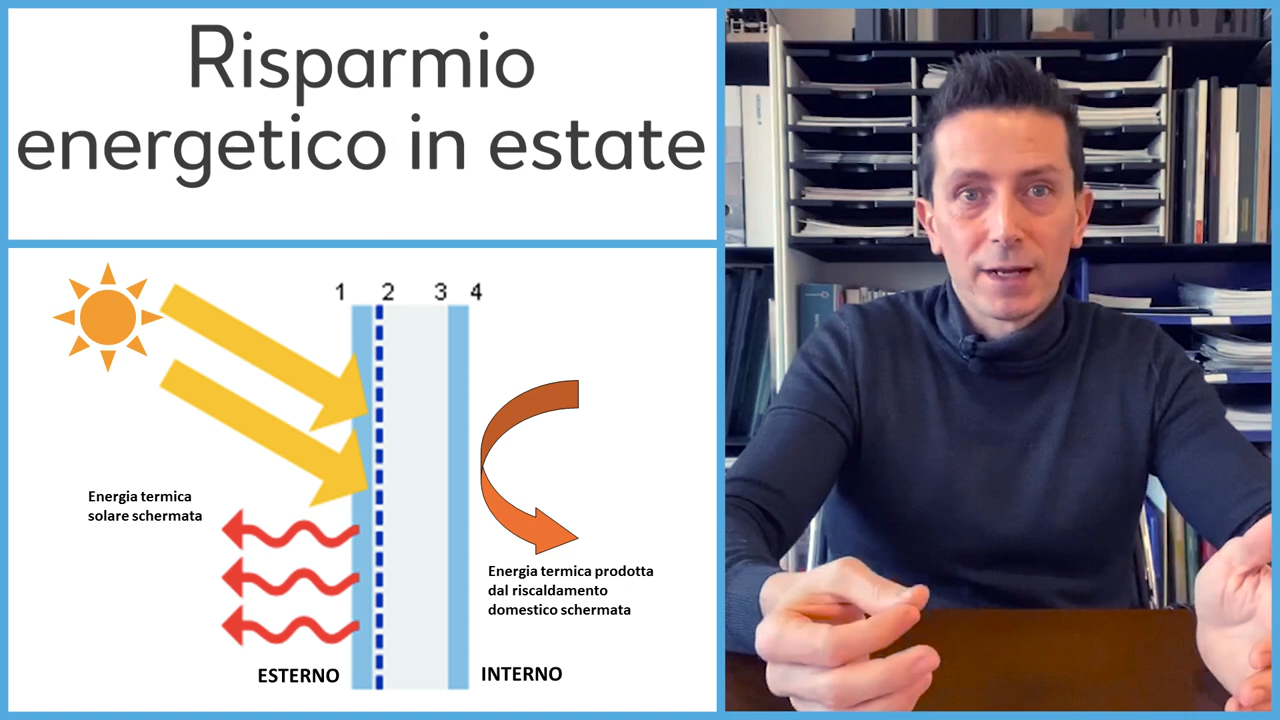 Risparmio
energetico in estate
1 2 3 4
Energia termica
solare schermata
Energia termica prodotta
dal riscaldamento
domestico schermata
ESTERNO
INTERNO